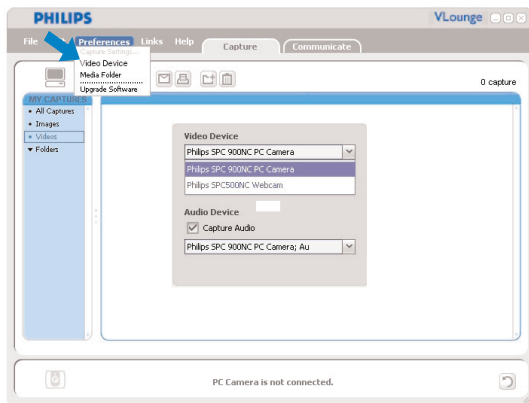 PHILIPS
VLounge
File Preferences Links Help Capture Communicate
Capture Settings...
Video Device
Media Folder
Upgrade Software
0 capture
MY CAPTURES
All Captures
Images
Videos
Folders
Video Device
Philips SPC 900NC PC Camera
Philips SPC 900NC PC Camera
Philips SPC500NC Webcam
Audio Device
Capture Audio
Philips SPC 900NC PC Camera; Au
PC Camera is not connected.